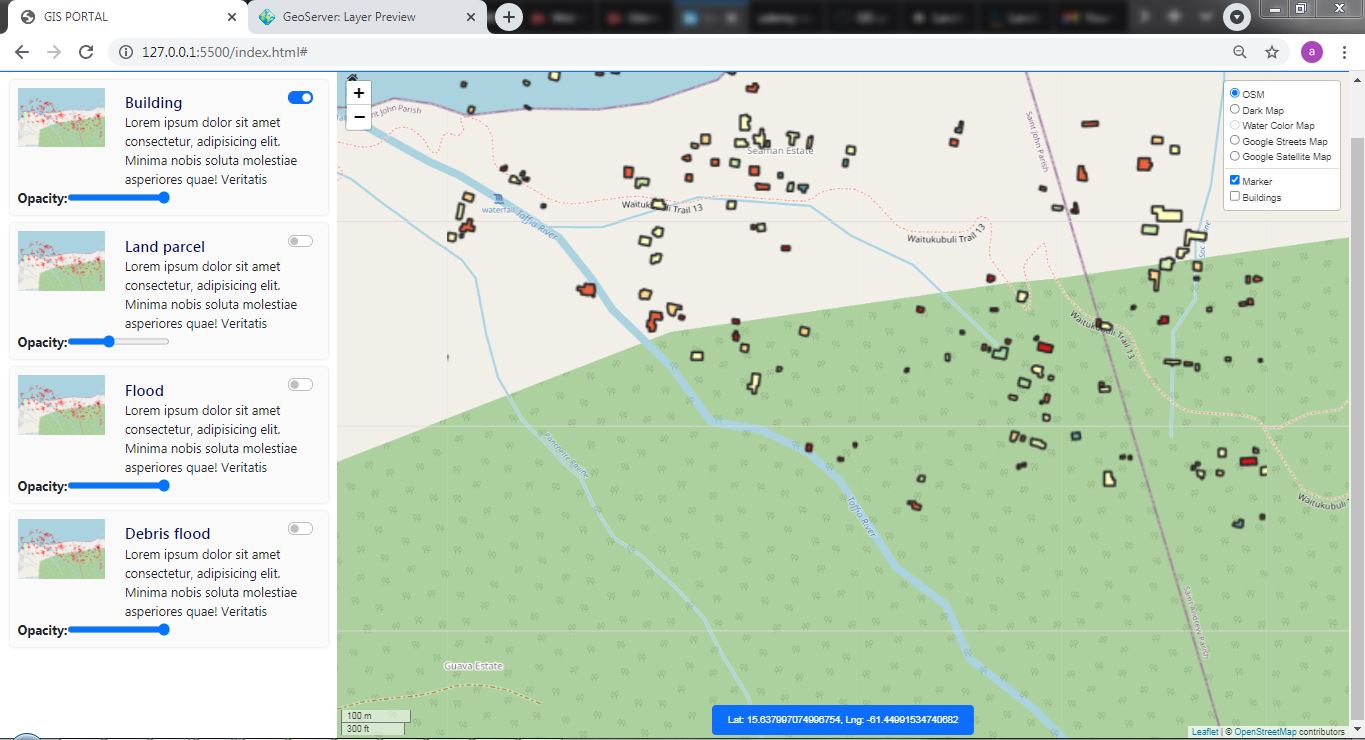 GIS PORTAL
GeoServer: Layer Preview
127.0.0.1:5500/index.html#
a
Building
Lorem ipsum dolor sit amet
consectetur, adipisicing elit.
Minima nobis soluta molestiae
asperiores quae! Veritatis
Opacity:
Land parcel
Lorem ipsum dolor sit amet
consectetur, adipisicing elit.
Minima nobis soluta molestiae
asperiores quae! Veritatis
Opacity:
Flood
Lorem ipsum dolor sit amet
consectetur, adipisicing elit.
Minima nobis soluta molestiae
asperiores quae! Veritatis
Opacity:
Debris flood
Lorem ipsum dolor sit amet
consectetur, adipisicing elit.
Minima nobis soluta molestiae
asperiores quae! Veritatis
Opacity:
+
−
OSM
Dark Map
Water Color Map
Google Streets Map
Google Satellite Map
Marker
Buildings
John Parish
Saint John Parish
Seaman Estate
waterfall
Taffia River
Waitukubuli Trail 13
Waitukubuli Trail 13
Waitukubuli Trail 13
Taffia River
Waitukubuli
Saint Andrew Parish
Guava Estate
100 m
300 ft
Lat: 15.637997074996754, Lng: -61.44991534740682
Leaflet | © OpenStreetMap contributors